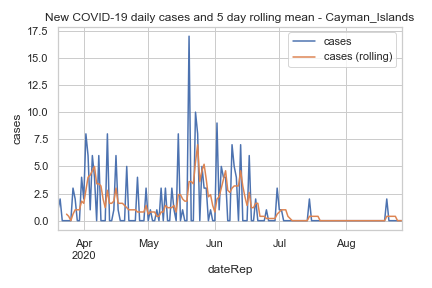 New COVID-19 daily cases and 5 day rolling mean - Cayman_Islands
cases
cases (rolling)
17.5
15.0
12.5
10.0
7.5
5.0
2.5
0.0
cases
Apr
2020
May
Jun
Jul
Aug
dateRep